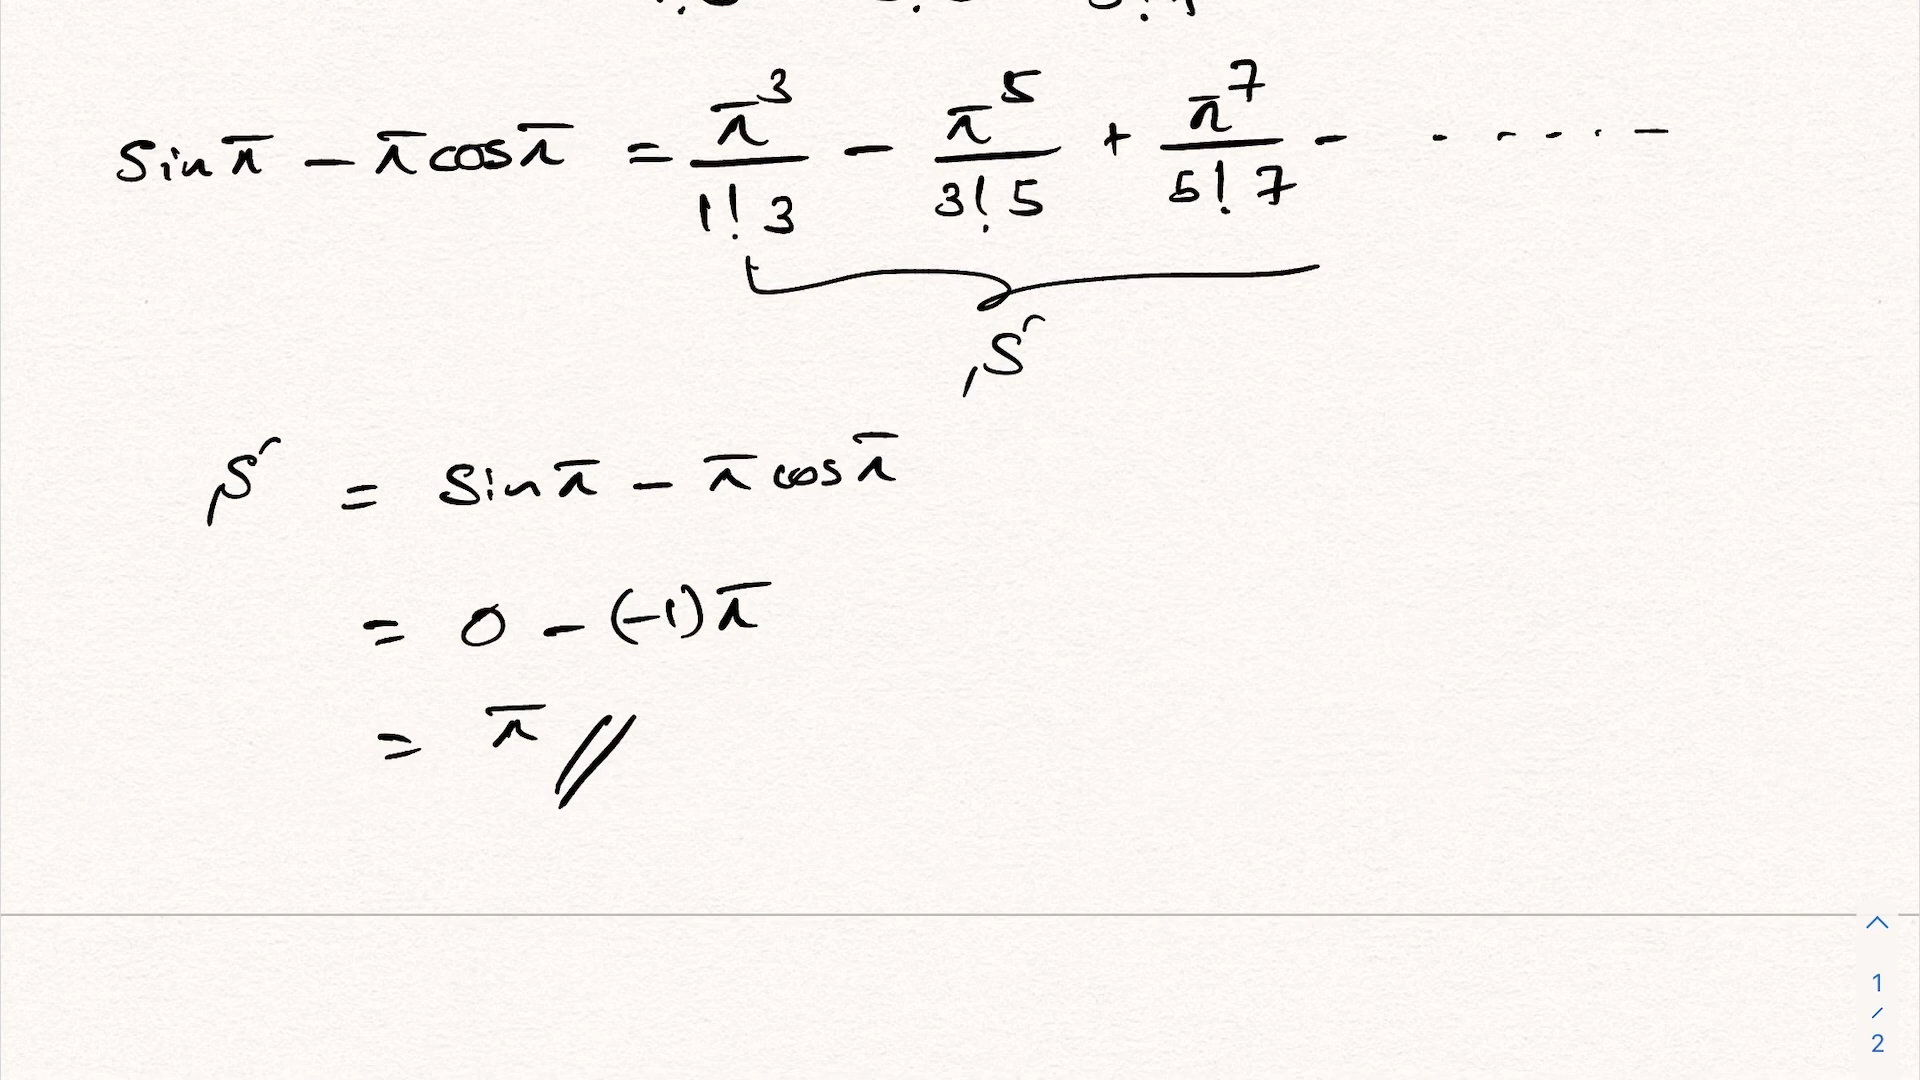 sin π − π cos π = π³/1! 3 − π⁵/3! 5 + π⁷/5! 7 − · - - - · −
S
S = sin π − π cos π
= 0 − (−1) π
= π //
1
/
2